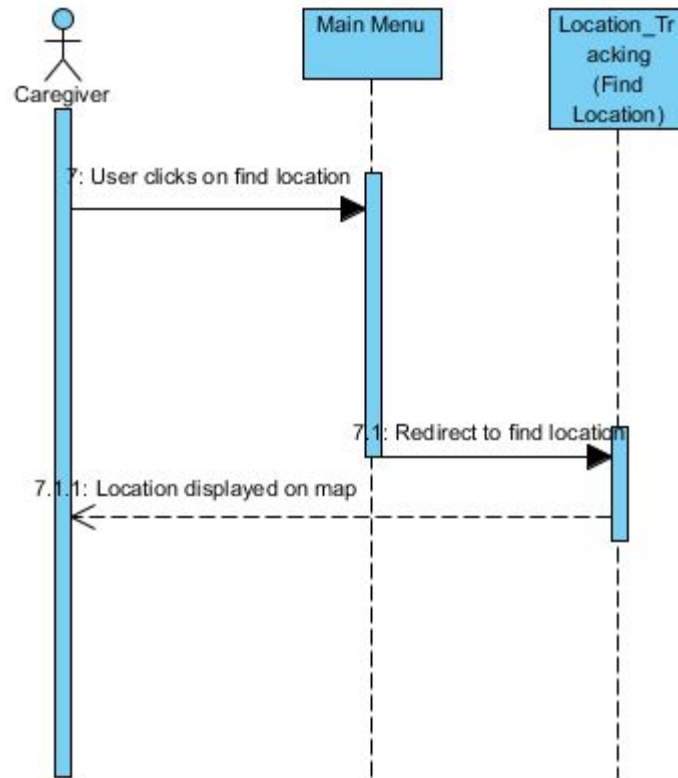 Caregiver
Main Menu
Location_Tr
acking
(Find
Location)
7: User clicks on find location
7.1: Redirect to find location
7.1.1: Location displayed on map